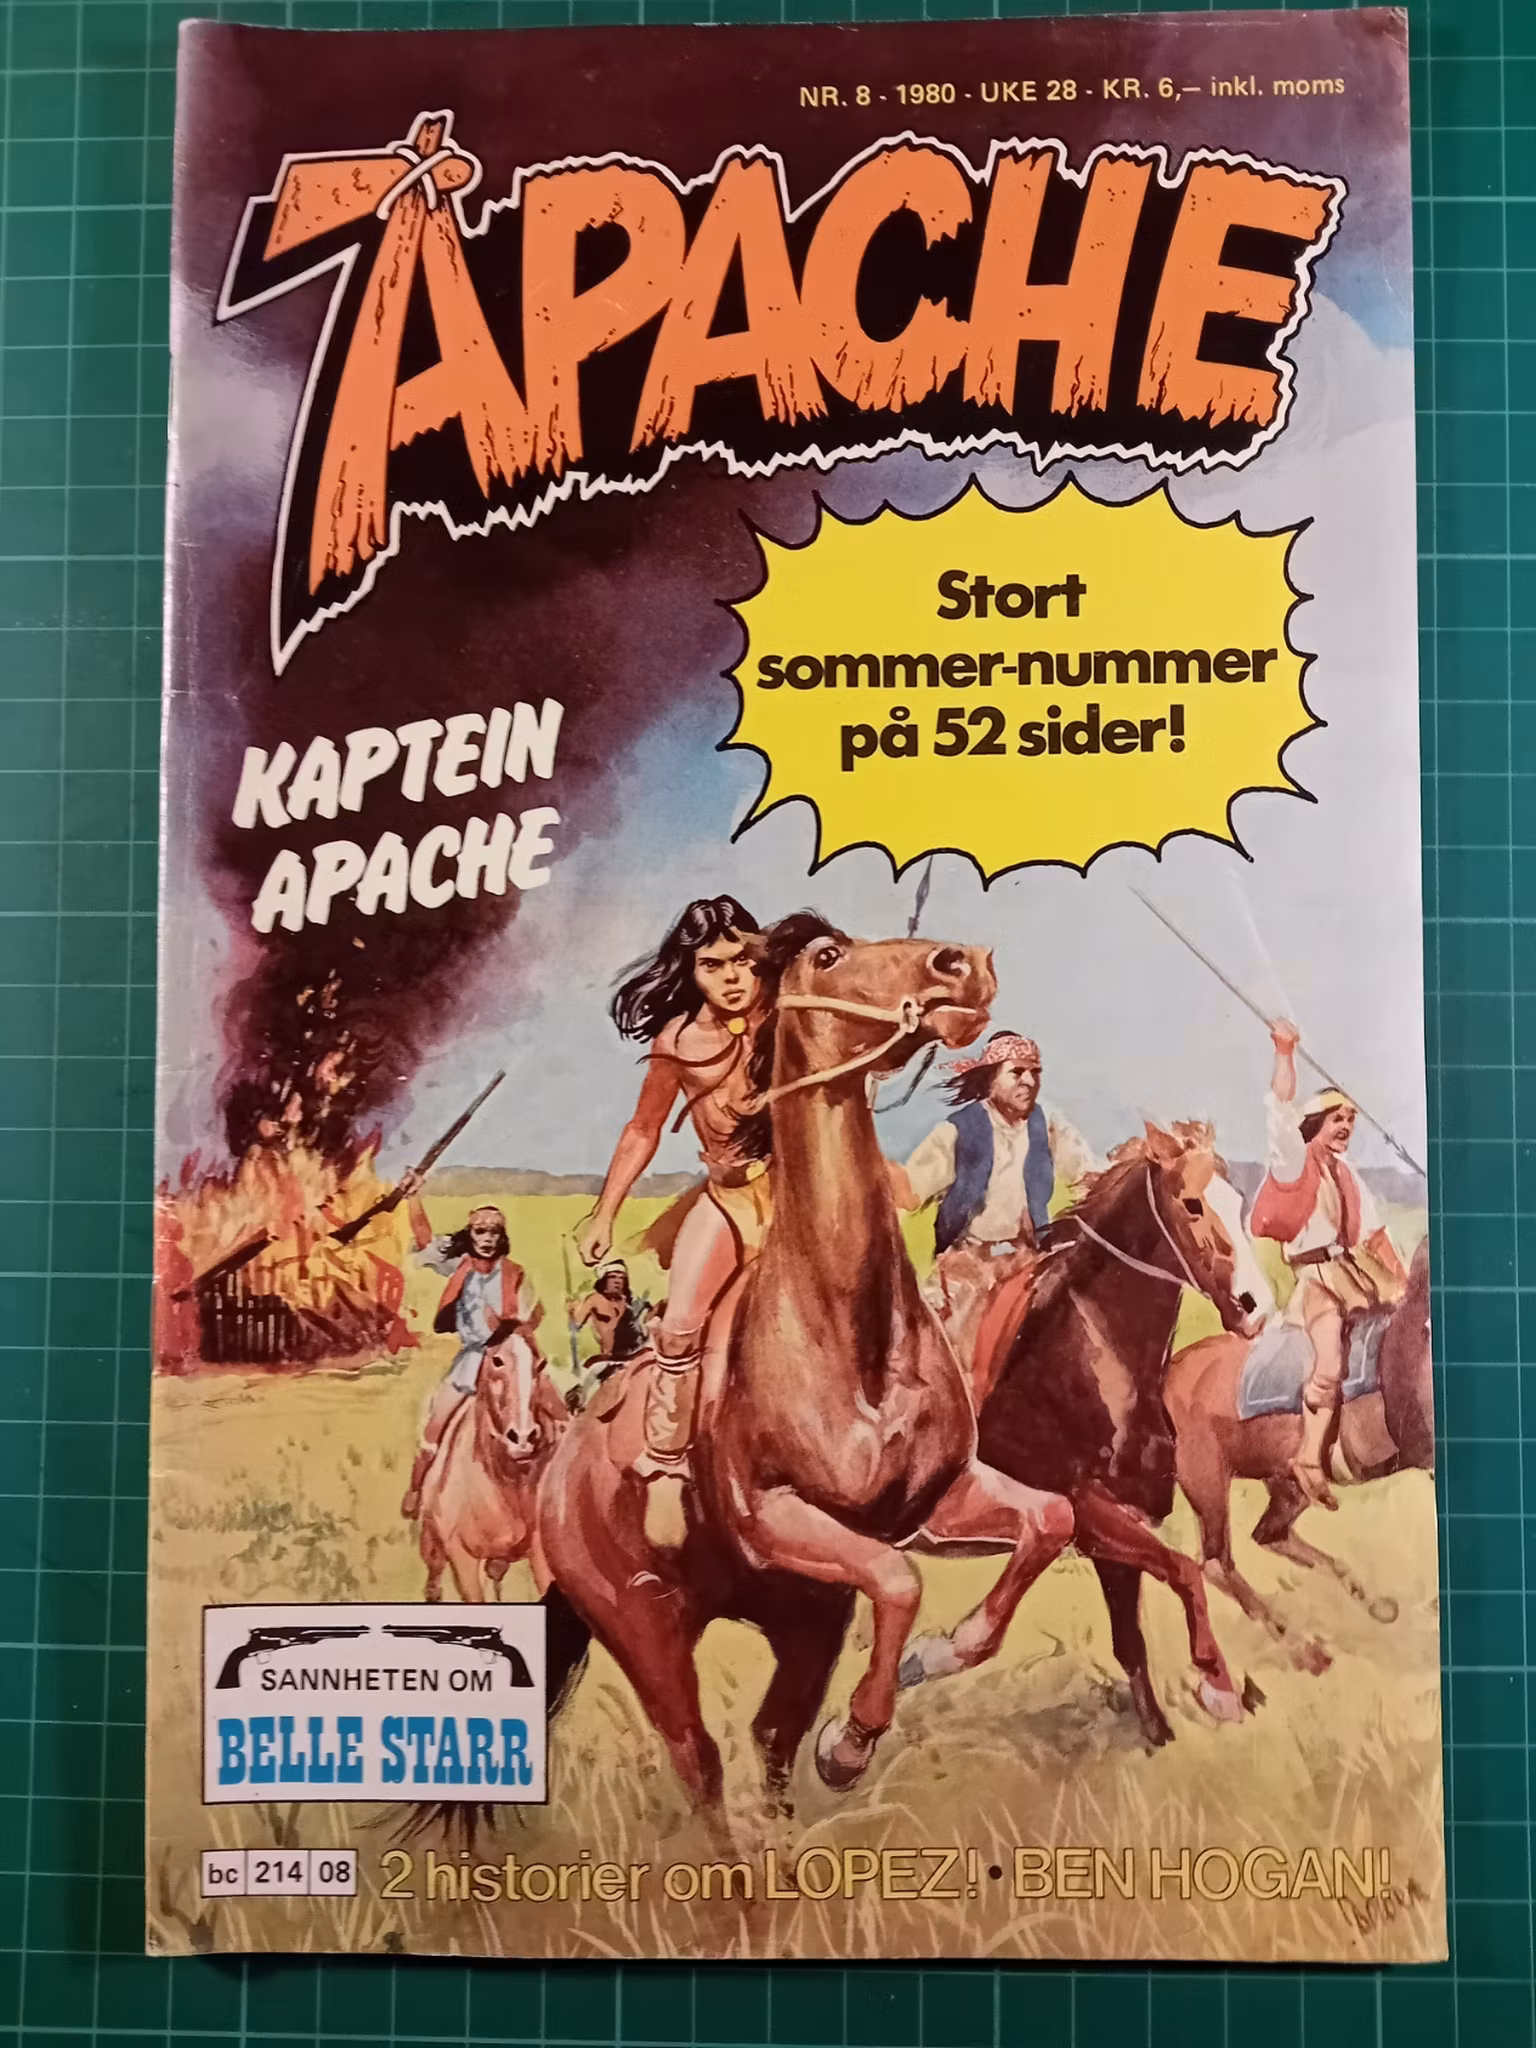 NR. 8 - 1980 - UKE 28 - KR. 6,– inkl. moms
APACHE
Stort
sommer-nummer
på 52 sider!
KAPTEIN
APACHE
SANNHETEN OM
BELLE STARR
bc 214 08
2 historier om LOPEZ! • BEN HOGAN!